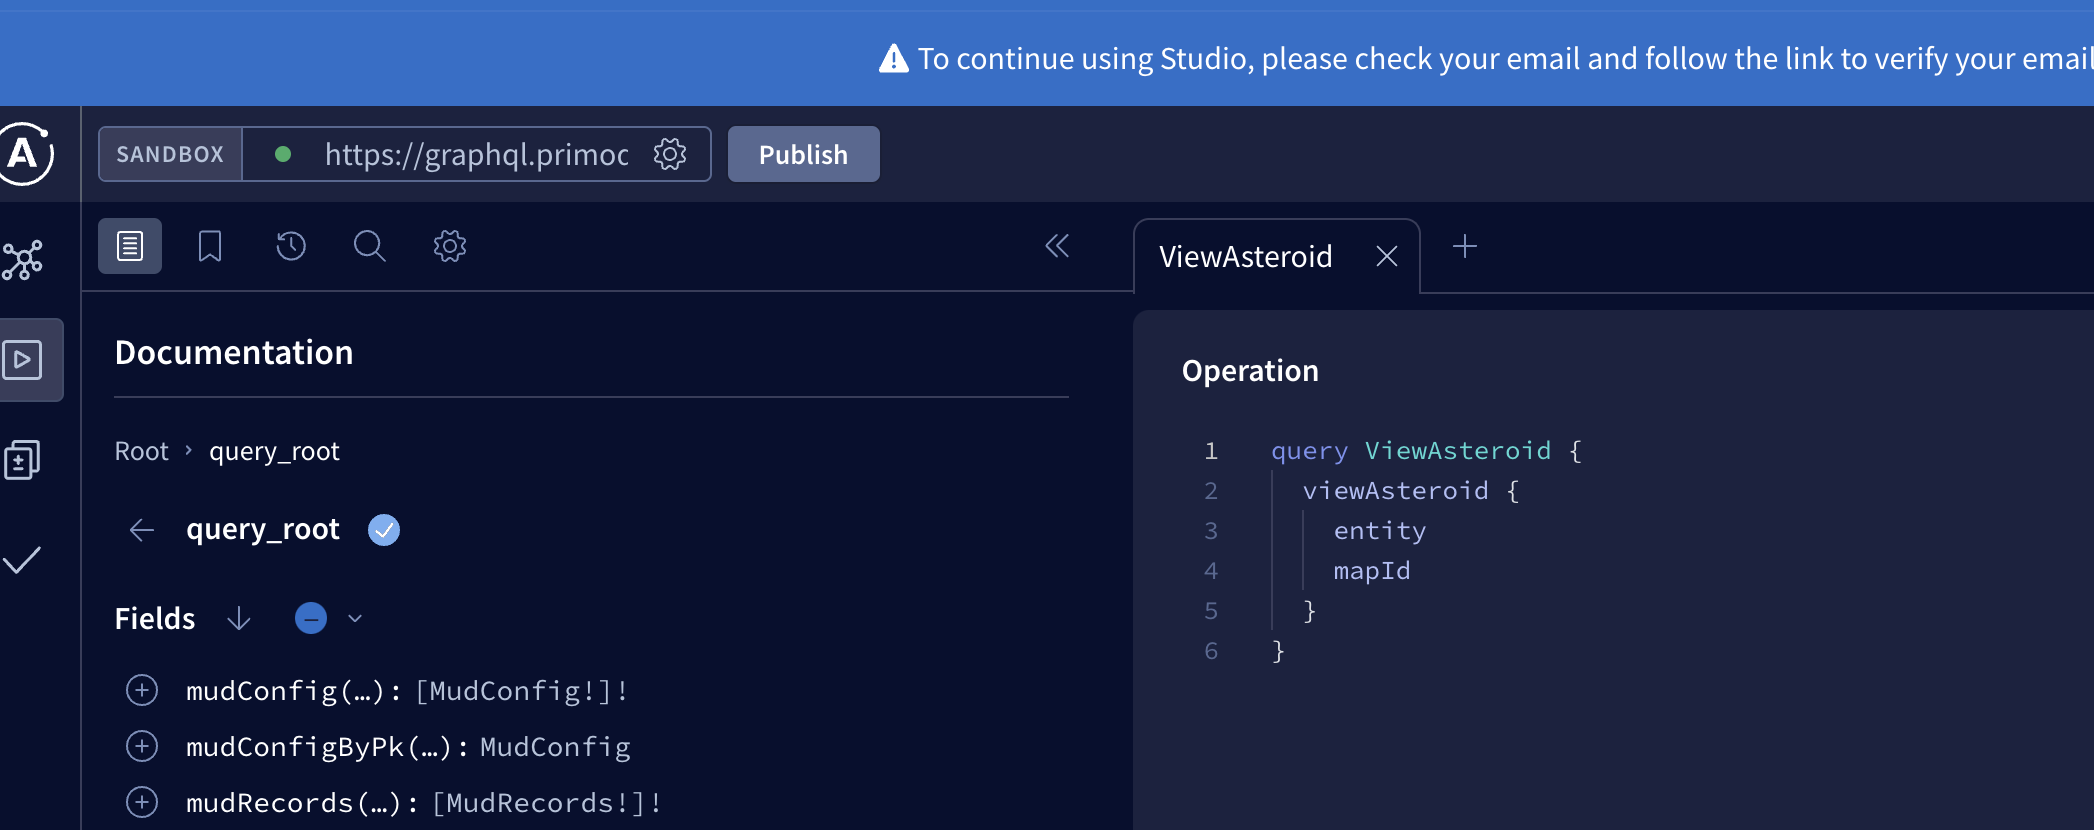 To continue using Studio, please check your email and follow the link to verify your email
A
SANDBOX
https://graphql.primoc
Publish
ViewAsteroid
Documentation
Root › query_root
query_root
Fields
mudConfig(…): [MudConfig!]!
mudConfigByPk(…): MudConfig
mudRecords(…): [MudRecords!]!
Operation
1 query ViewAsteroid {
2 viewAsteroid {
3 entity
4 mapId
5 }
6 }